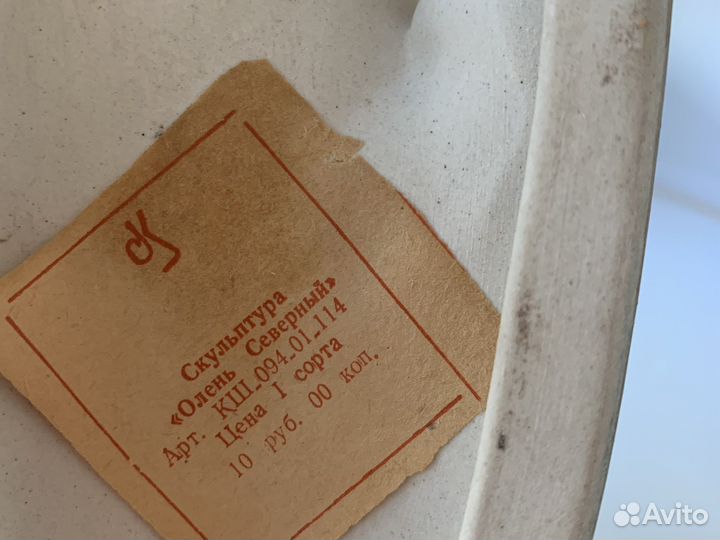 Скульптура
«Олень Северный»
Арт. КШ-094-01-114
Цена I сорта
10 руб. 00 коп.
Avito